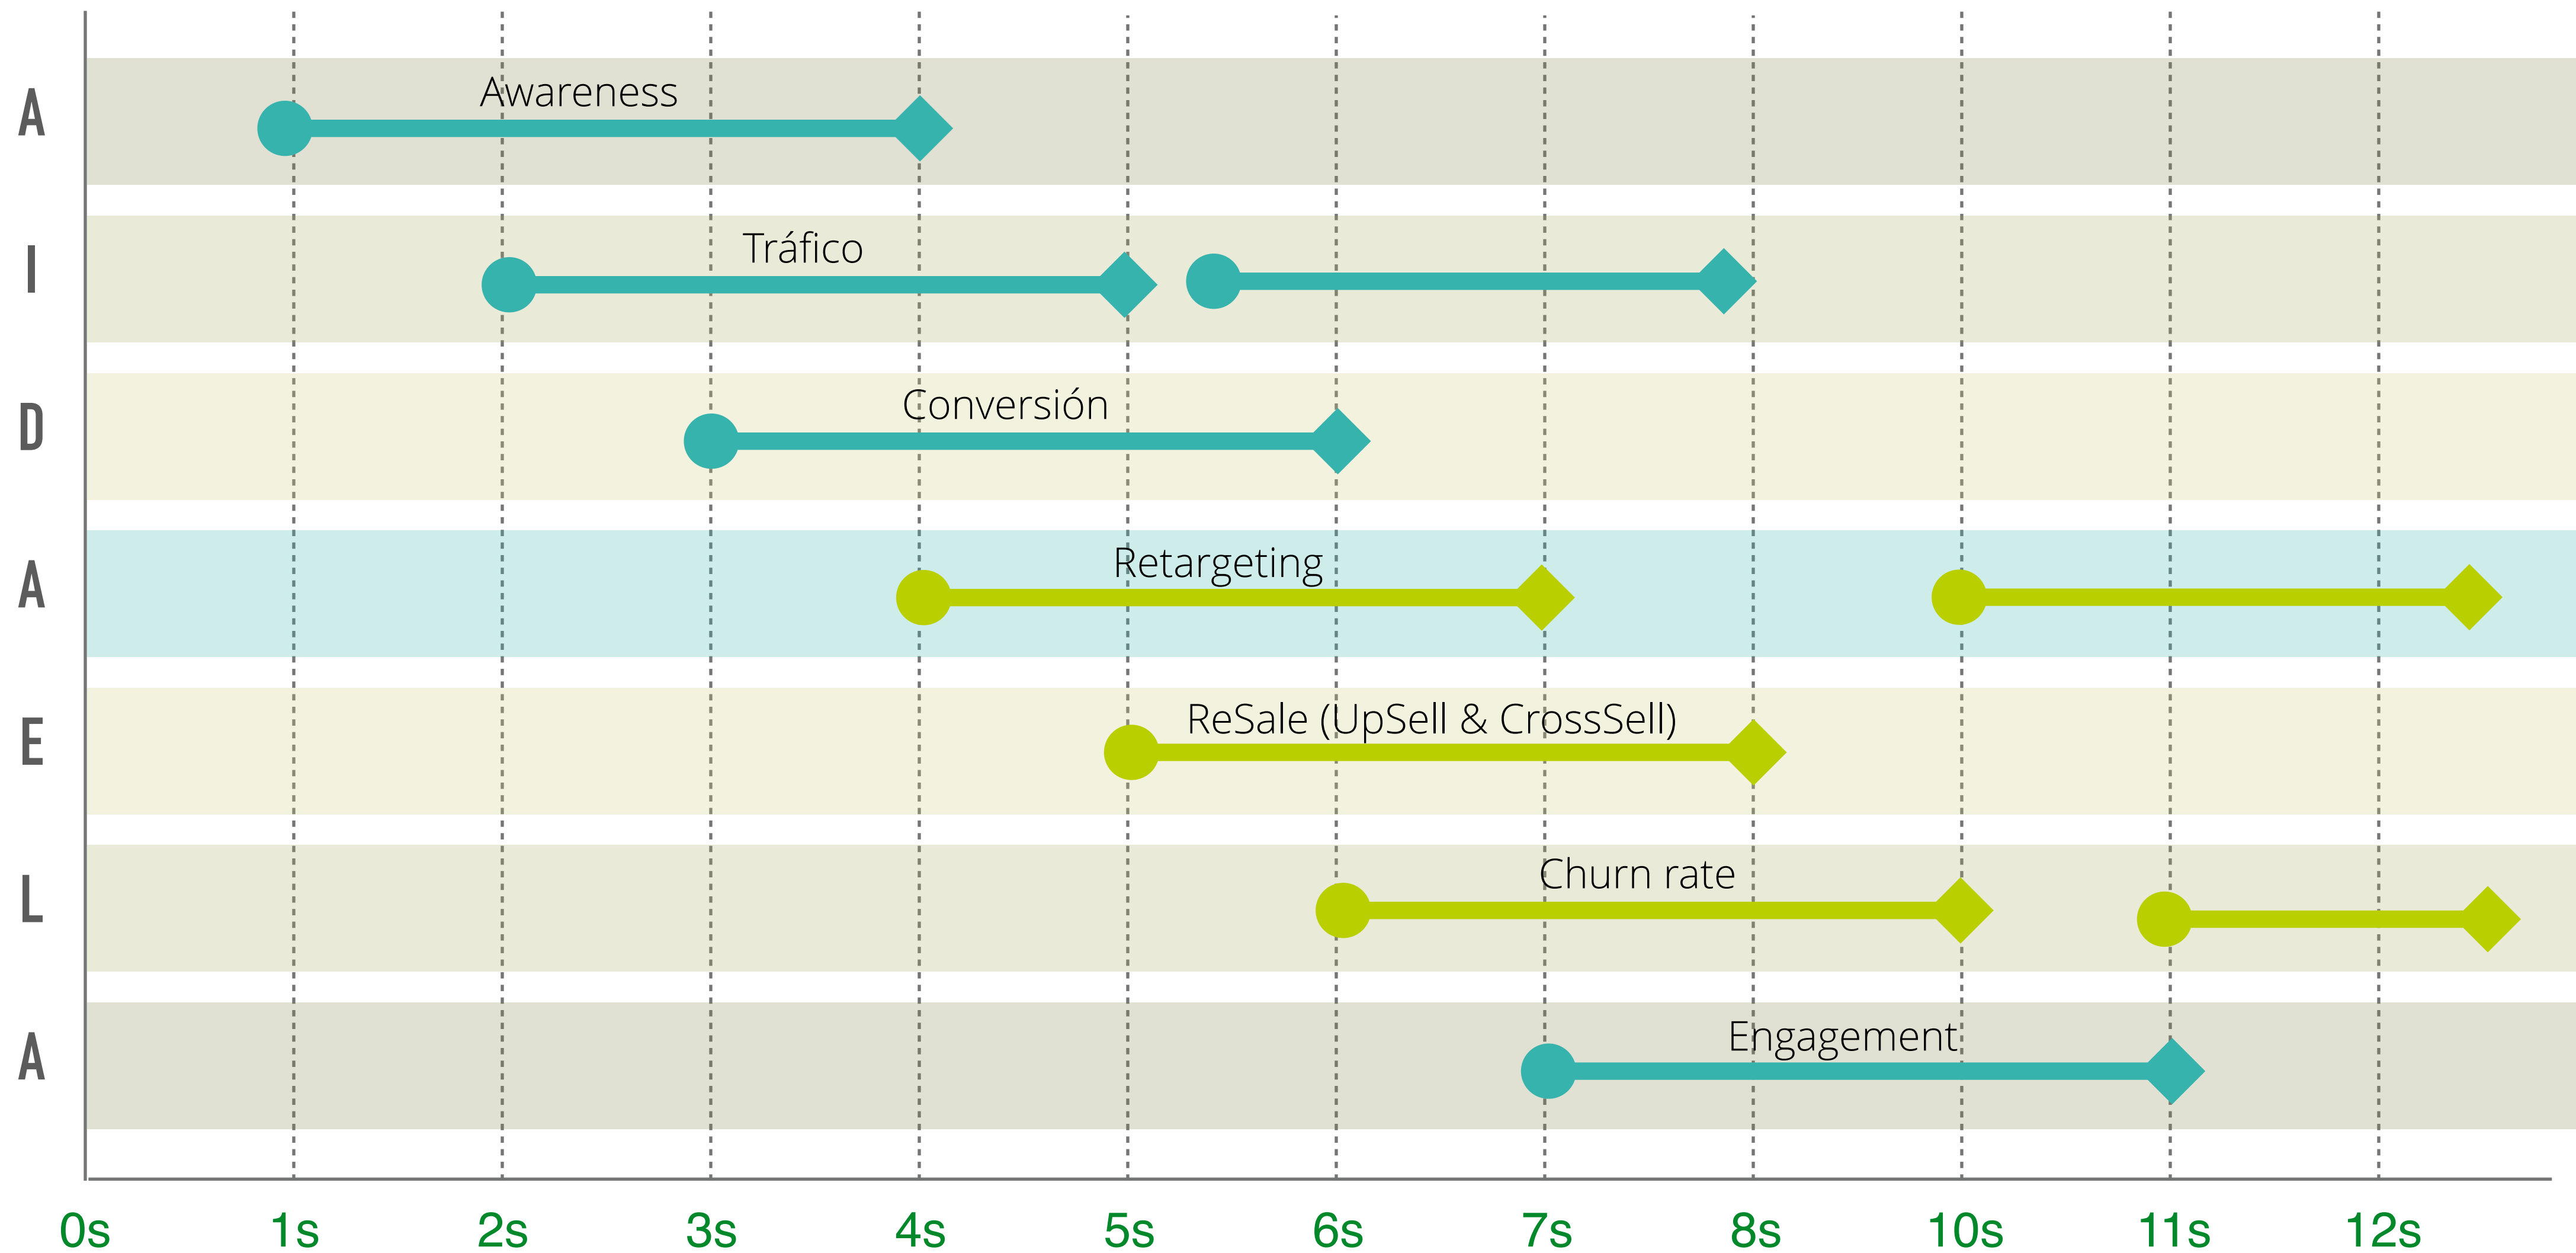 A
Awareness
I
Tráfico
D
Conversión
A
Retargeting
E
ReSale (UpSell & CrossSell)
L
Churn rate
A
Engagement
0s 1s 2s 3s 4s 5s 6s 7s 8s 10s 11s 12s